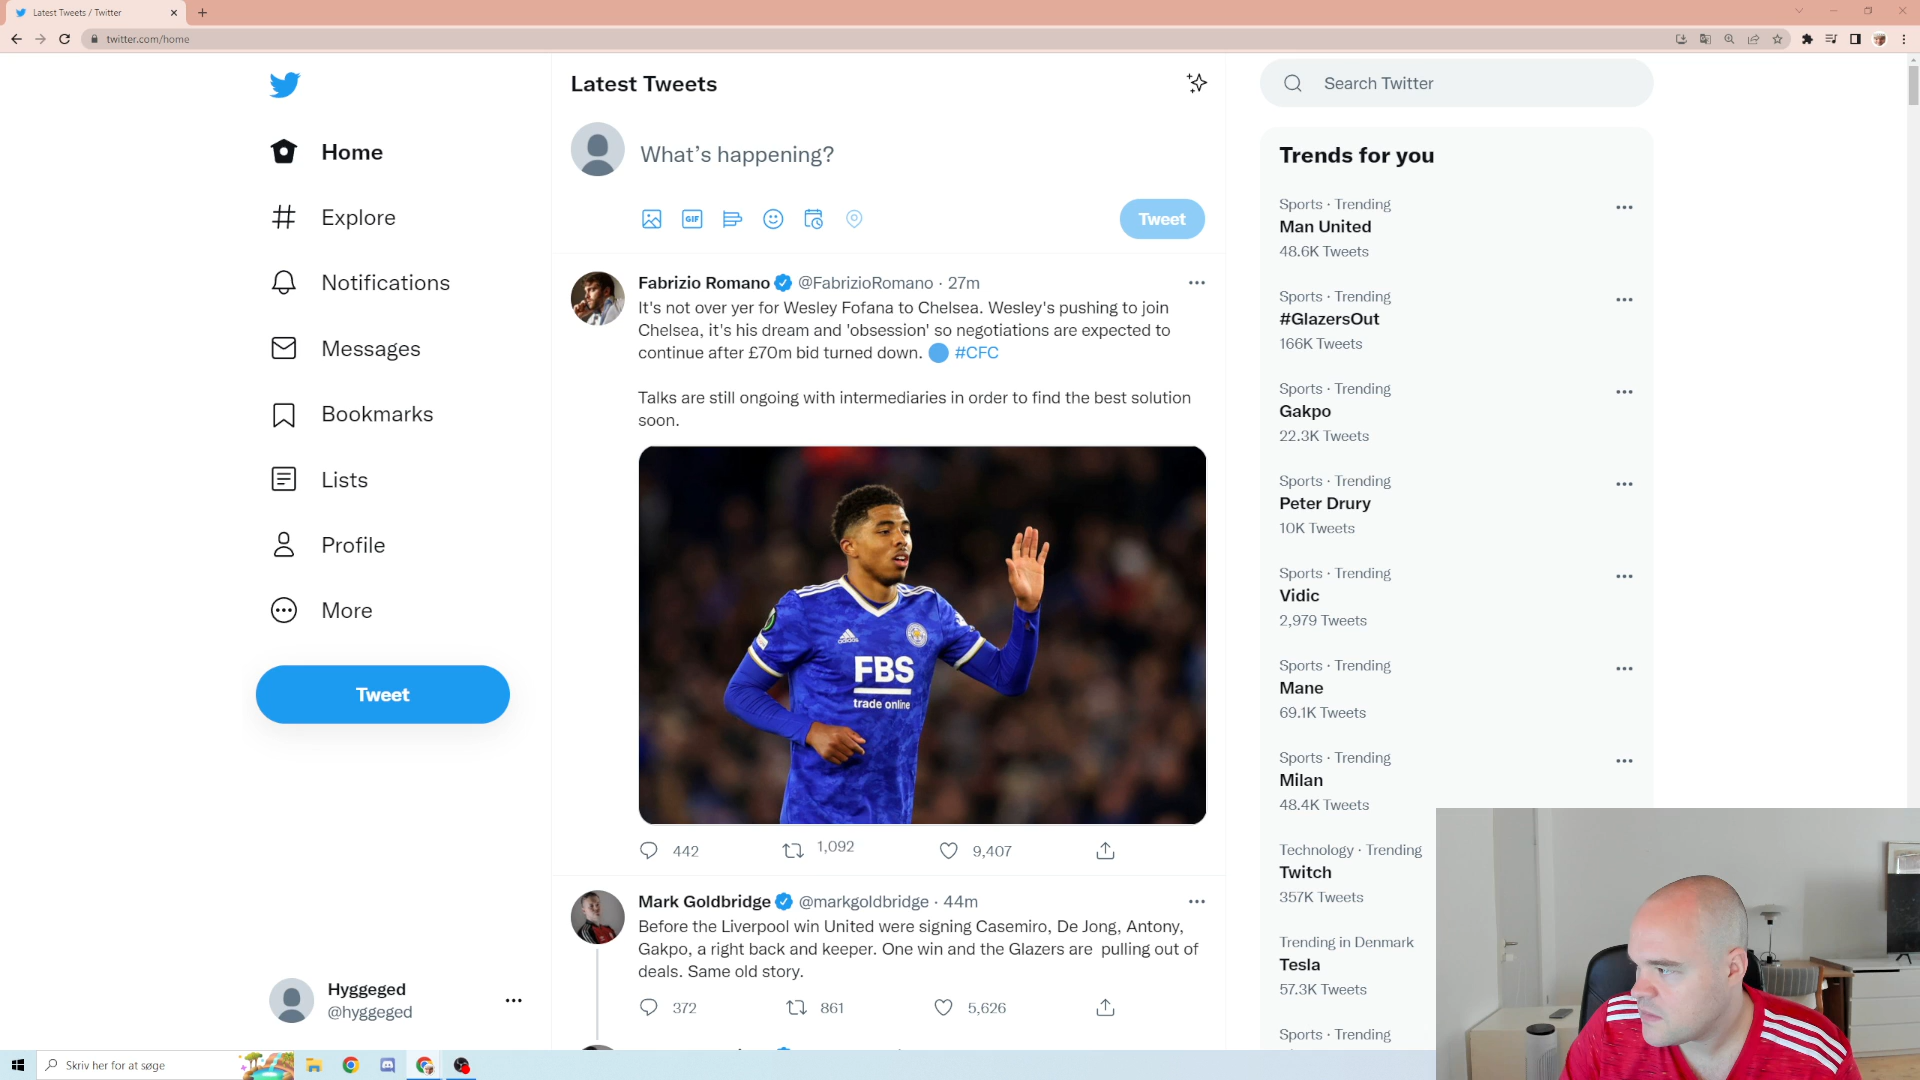 Latest Tweets / Twitter
twitter.com/home
Home
Explore
Notifications
Messages
Bookmarks
Lists
Profile
More
Tweet
Hyggeged
@hyggeged
Latest Tweets
What's happening?
GIF
Tweet
Fabrizio Romano @FabrizioRomano · 27m
It's not over yer for Wesley Fofana to Chelsea. Wesley's pushing to join
Chelsea, it's his dream and 'obsession' so negotiations are expected to
continue after £70m bid turned down. #CFC
Talks are still ongoing with intermediaries in order to find the best solution
soon.
adidas
FBS
trade online
442 1,092 9,407
Mark Goldbridge @markgoldbridge · 44m
Before the Liverpool win United were signing Casemiro, De Jong, Antony,
Gakpo, a right back and keeper. One win and the Glazers are pulling out of
deals. Same old story.
372 861 5,626
Search Twitter
Trends for you
Sports · Trending
Man United
48.6K Tweets
Sports · Trending
#GlazersOut
166K Tweets
Sports · Trending
Gakpo
22.3K Tweets
Sports · Trending
Peter Drury
10K Tweets
Sports · Trending
Vidic
2,979 Tweets
Sports · Trending
Mane
69.1K Tweets
Sports · Trending
Milan
48.4K Tweets
Technology · Trending
Twitch
357K Tweets
Trending in Denmark
Tesla
57.3K Tweets
Sports · Trending
Skriv her for at søge